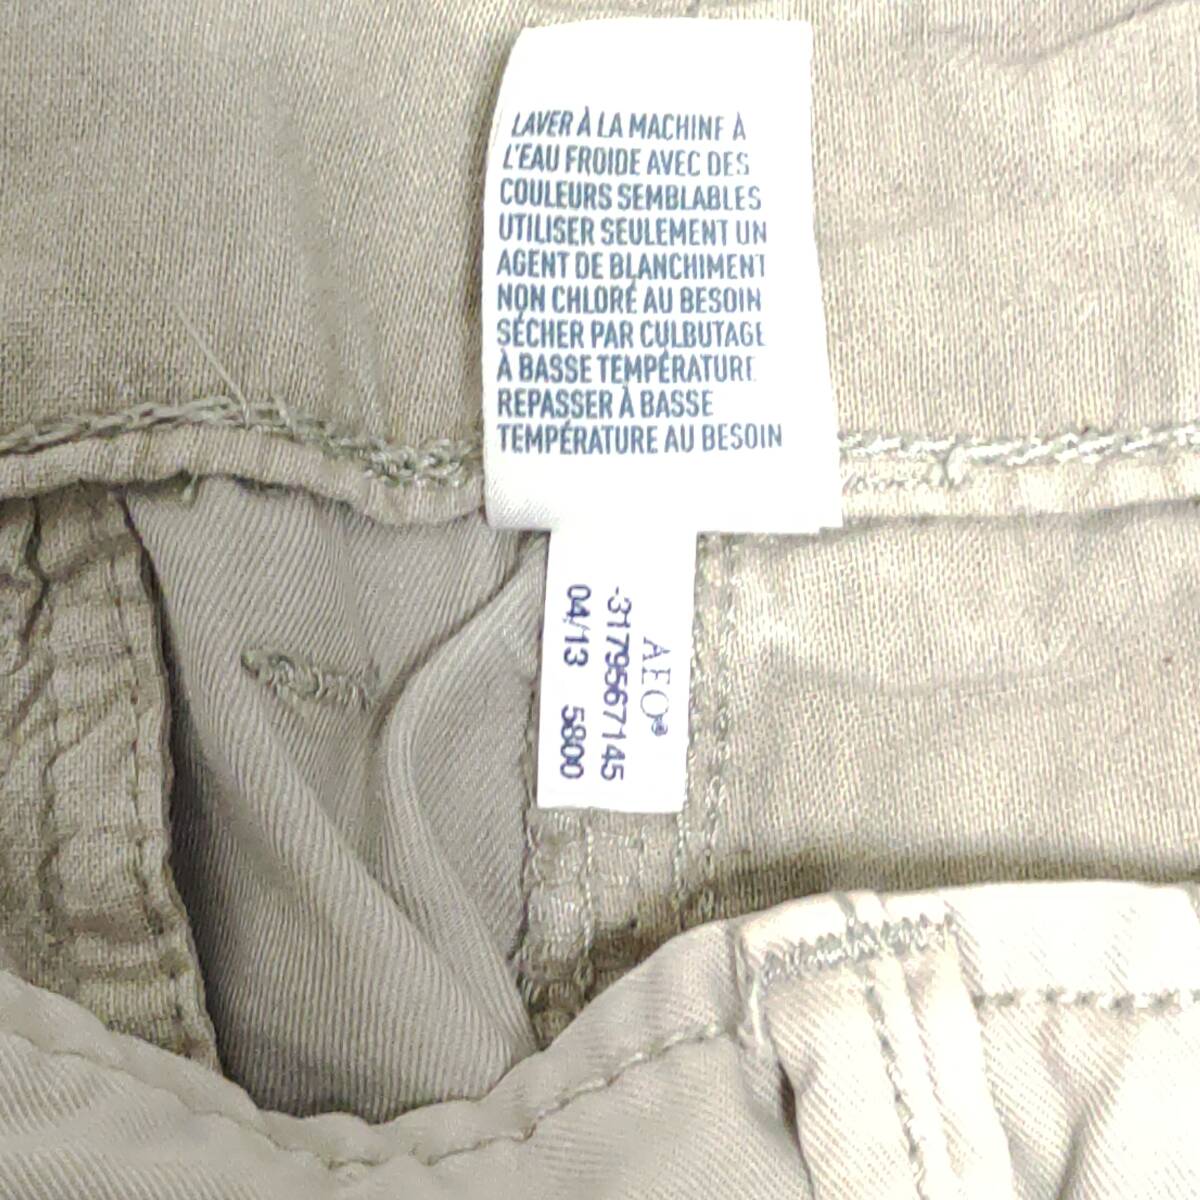 LAVER À LA MACHINE À
L'EAU FROIDE AVEC DES
COULEURS SEMBLABLES
UTILISER SEULEMENT UN
AGENT DE BLANCHIMENT
NON CHLORÉ AU BESOIN
SÉCHER PAR CULBUTAGE
À BASSE TEMPÉRATURE
REPASSER À BASSE
TEMPÉRATURE AU BESOIN
AEO®
-3179567145
04/13 5800